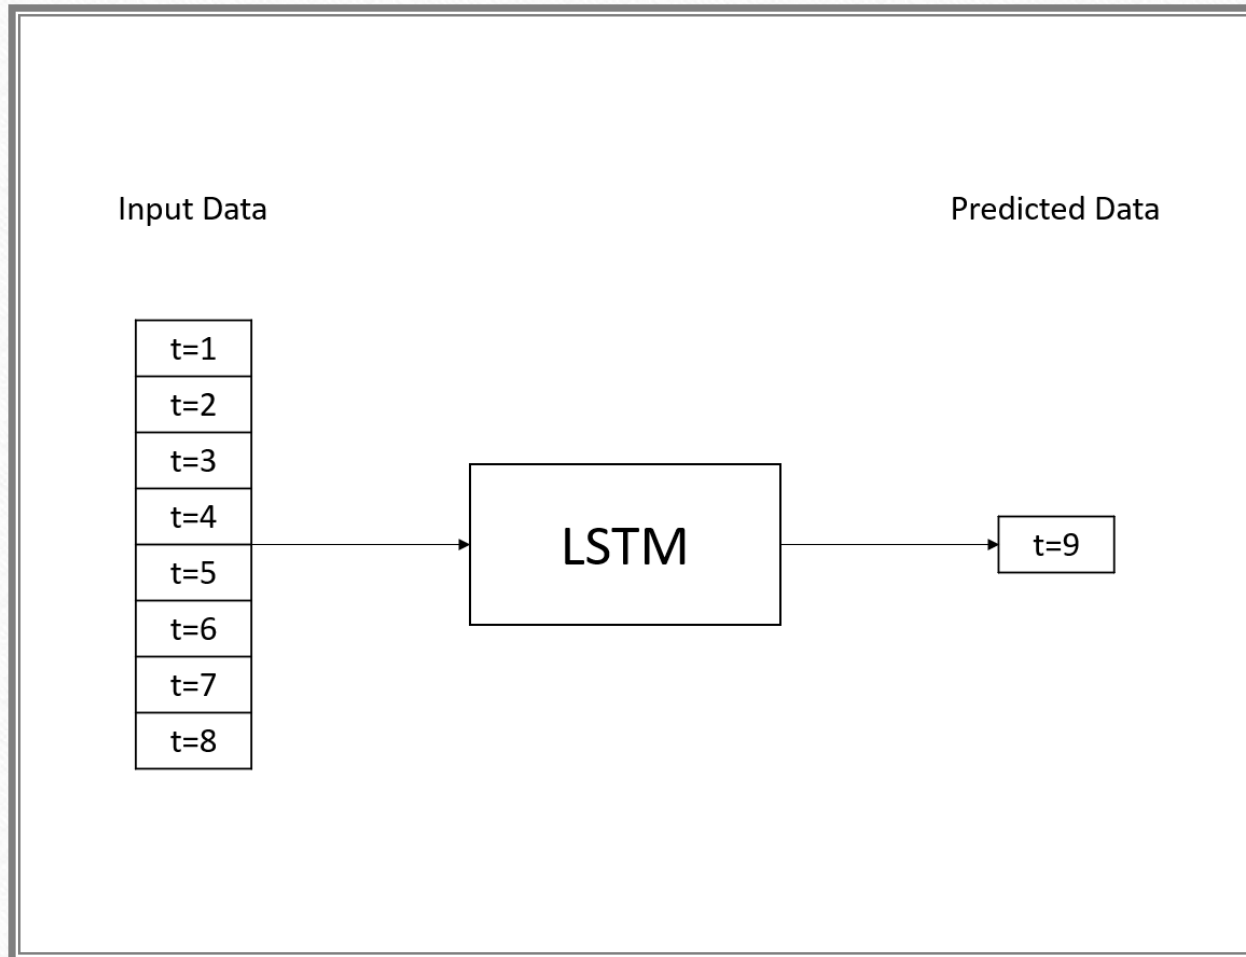 Input Data
Predicted Data
t=1
t=2
t=3
t=4
t=5
t=6
t=7
t=8
LSTM
t=9